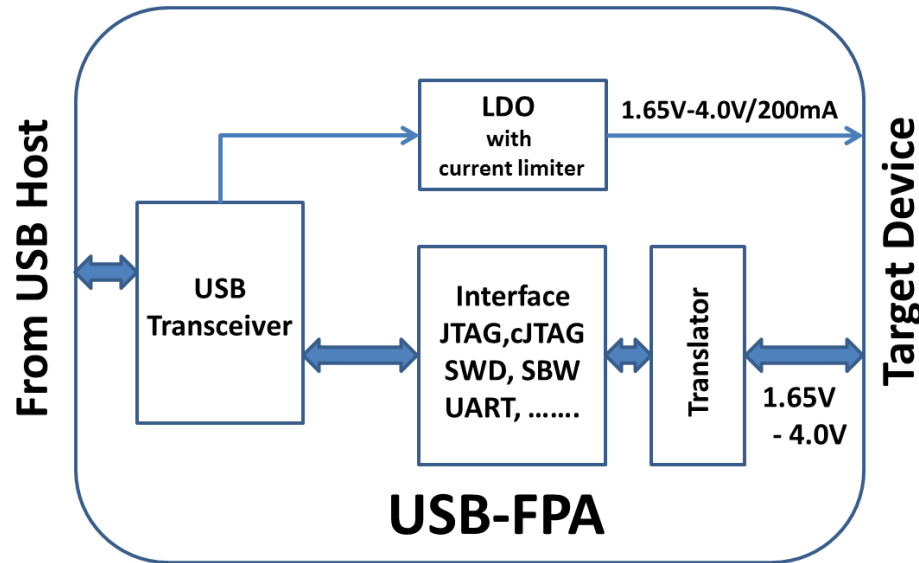 From USB Host
LDO
with
current limiter
1.65V-4.0V/200mA
USB
Transceiver
Interface
JTAG,cJTAG
SWD, SBW
UART, …….
Translator
1.65V
- 4.0V
Target Device
USB-FPA